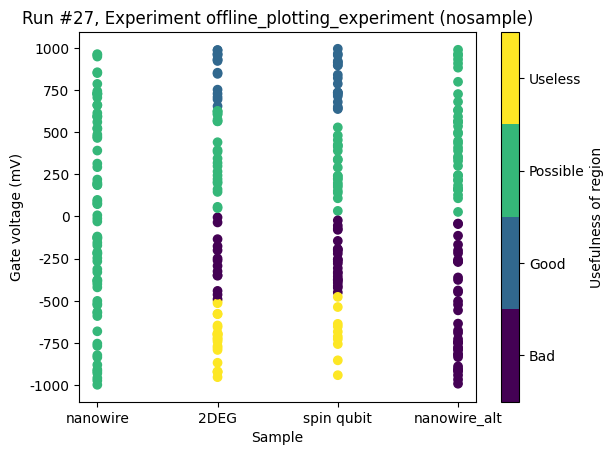 Run #27, Experiment offline_plotting_experiment (nosample)
1000
750
500
250
0
-250
-500
-750
-1000
Gate voltage (mV)
nanowire
2DEG
spin qubit
nanowire_alt
Sample
Useless
Possible
Good
Bad
Usefulness of region